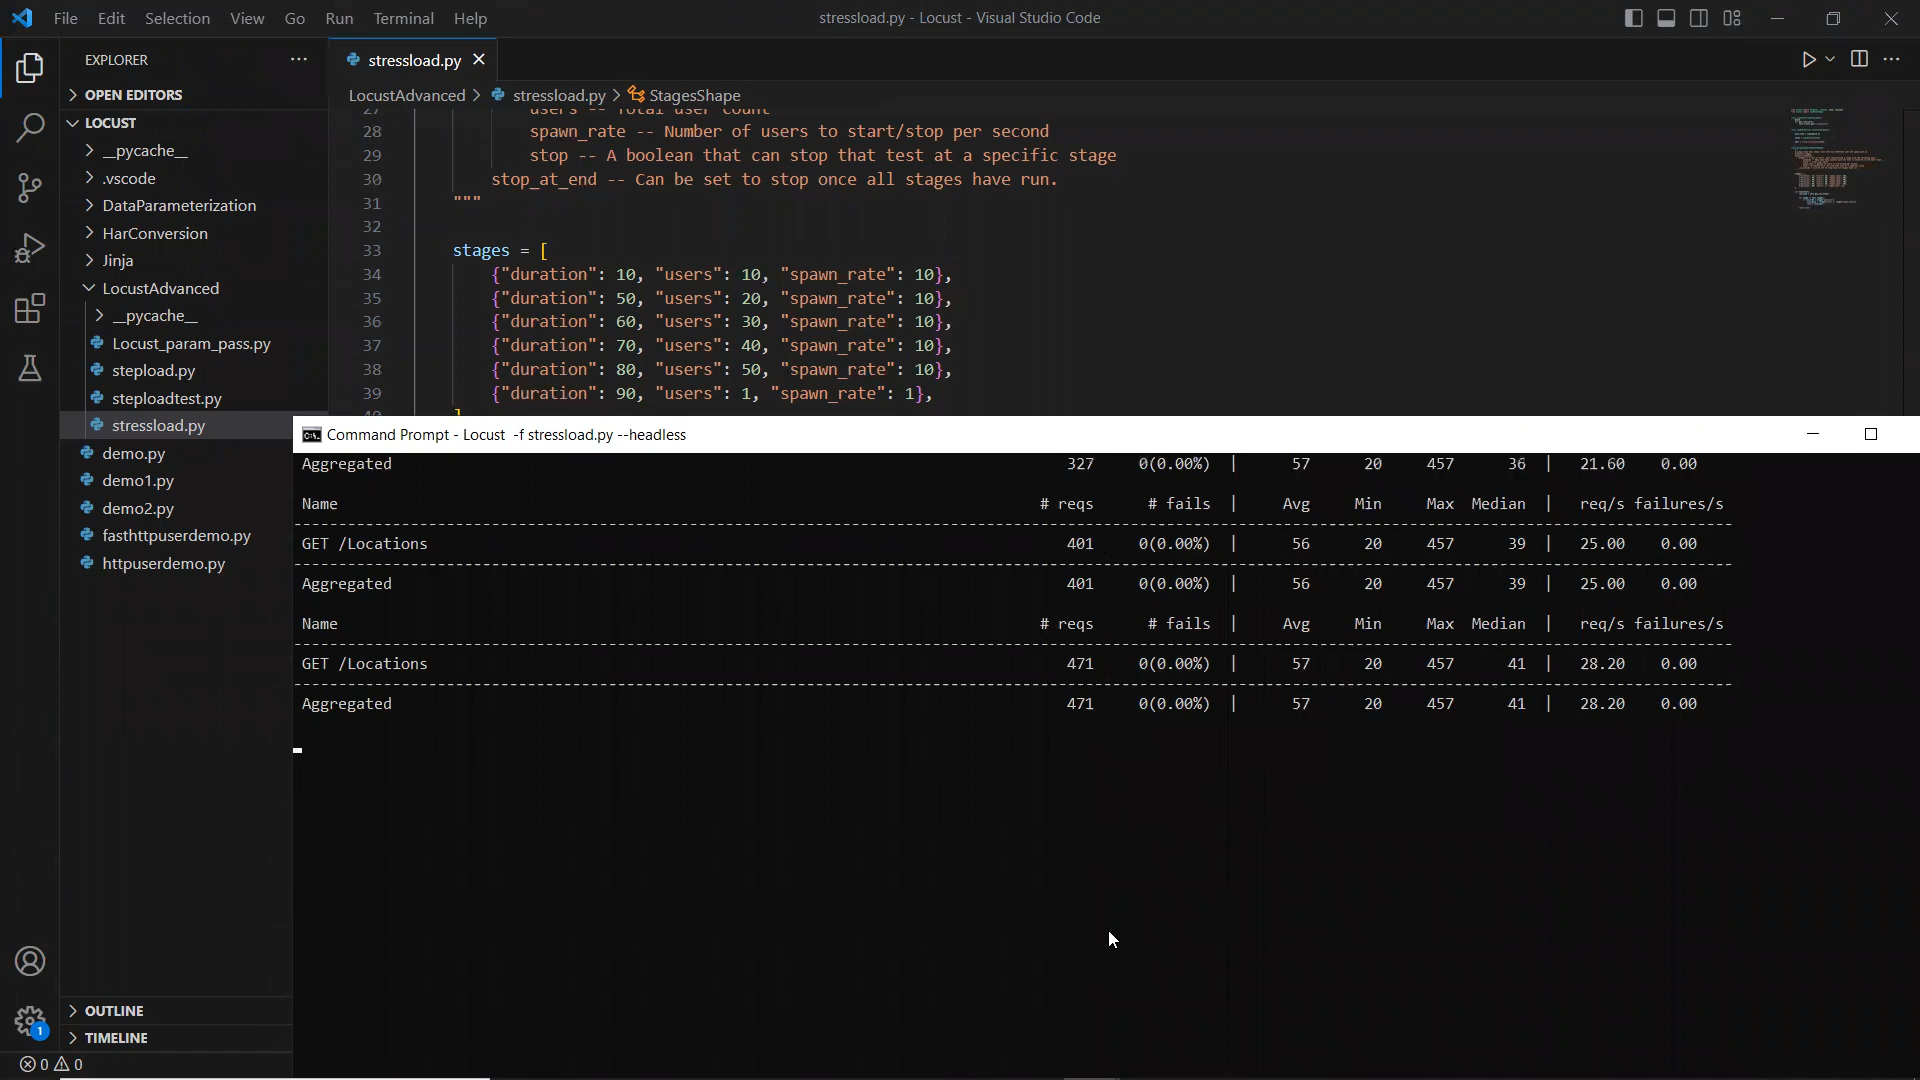 File Edit Selection View Go Run Terminal Help
stressload.py - Locust - Visual Studio Code
EXPLORER
OPEN EDITORS
LOCUST
__pycache__
.vscode
DataParameterization
HarConversion
Jinja
LocustAdvanced
__pycache__
Locust_param_pass.py
stepload.py
steploadtest.py
stressload.py
demo.py
demo1.py
demo2.py
fasthttpuserdemo.py
httpuserdemo.py
OUTLINE
TIMELINE
1
0 0
stressload.py
LocustAdvanced > stressload.py > StagesShape
27 users -- Total user count
28 spawn_rate -- Number of users to start/stop per second
29 stop -- A boolean that can stop that test at a specific stage
30 stop_at_end -- Can be set to stop once all stages have run.
31 """
32
33 stages = [
34 {"duration": 10, "users": 10, "spawn_rate": 10},
35 {"duration": 50, "users": 20, "spawn_rate": 10},
36 {"duration": 60, "users": 30, "spawn_rate": 10},
37 {"duration": 70, "users": 40, "spawn_rate": 10},
38 {"duration": 80, "users": 50, "spawn_rate": 10},
39 {"duration": 90, "users": 1, "spawn_rate": 1},
40 ]
Command Prompt - Locust -f stressload.py --headless
Aggregated 327 0(0.00%) | 57 20 457 36 | 21.60 0.00
Name # reqs # fails | Avg Min Max Median | req/s failures/s
GET /Locations 401 0(0.00%) | 56 20 457 39 | 25.00 0.00
Aggregated 401 0(0.00%) | 56 20 457 39 | 25.00 0.00
Name # reqs # fails | Avg Min Max Median | req/s failures/s
GET /Locations 471 0(0.00%) | 57 20 457 41 | 28.20 0.00
Aggregated 471 0(0.00%) | 57 20 457 41 | 28.20 0.00